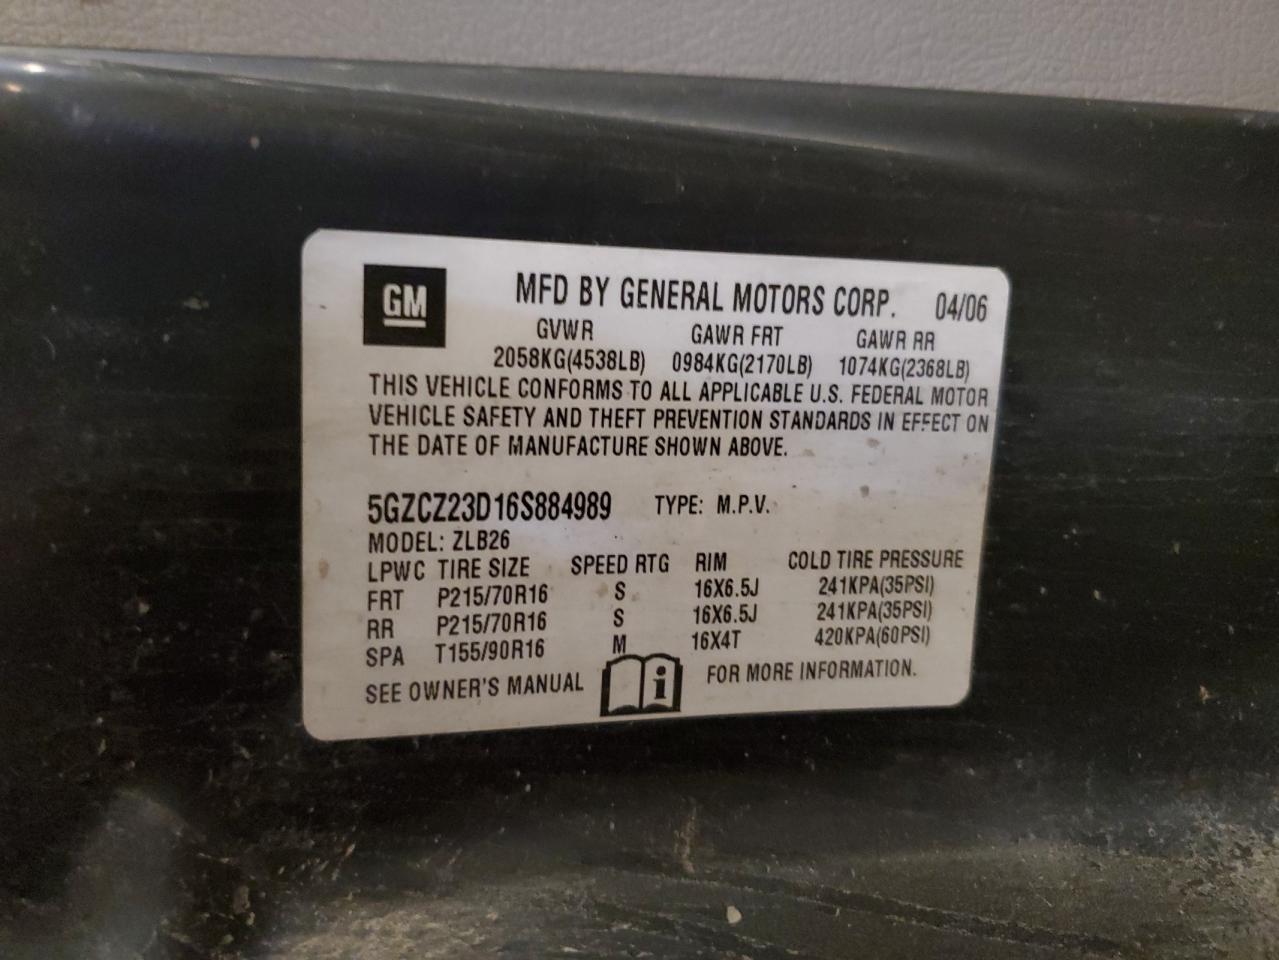 GM
MFD BY GENERAL MOTORS CORP. 04/06
GVWR GAWR FRT GAWR RR
2058KG(4538LB) 0984KG(2170LB) 1074KG(2368LB)
THIS VEHICLE CONFORMS TO ALL APPLICABLE U.S. FEDERAL MOTOR
VEHICLE SAFETY AND THEFT PREVENTION STANDARDS IN EFFECT ON
THE DATE OF MANUFACTURE SHOWN ABOVE.
5GZCZ23D16S884989 TYPE: M.P.V.
MODEL: ZLB26
LPWC TIRE SIZE SPEED RTG RIM COLD TIRE PRESSURE
FRT P215/70R16 S 16X6.5J 241KPA(35PSI)
RR P215/70R16 S 16X6.5J 241KPA(35PSI)
SPA T155/90R16 M 16X4T 420KPA(60PSI)
SEE OWNER'S MANUAL i FOR MORE INFORMATION.